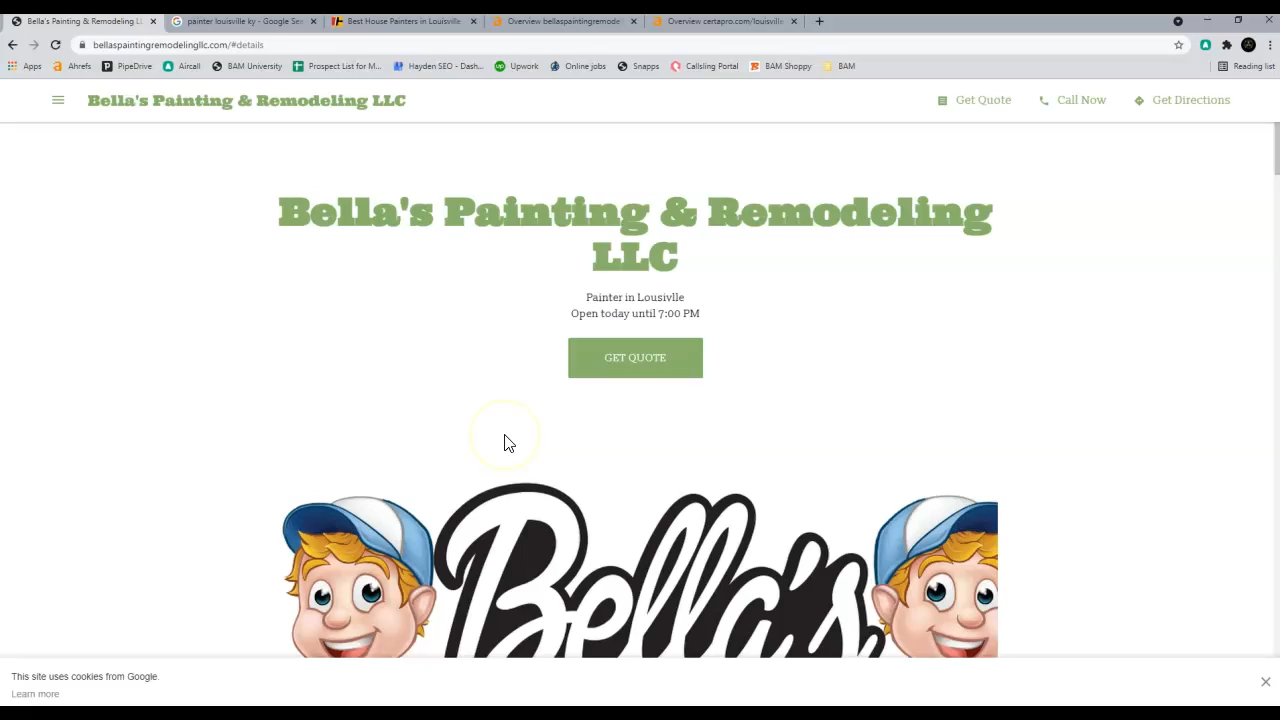 Bella's Painting & Remodeling LL
painter louisville ky - Google Sea
Best House Painters in Louisville
Overview bellaspaintingremodel
Overview certapro.com/louisville
bellaspaintingremodelingllc.com/#details
Apps
Ahrefs
PipeDrive
Aircall
BAM University
Prospect List for M...
Hayden SEO - Dash...
Upwork
Online jobs
Snapps
Callsling Portal
BAM Shoppy
BAM
Reading list
Bella's Painting & Remodeling LLC
Get Quote
Call Now
Get Directions
Bella's Painting & Remodeling
LLC
Painter in Lousivlle
Open today until 7:00 PM
GET QUOTE
Bella's
This site uses cookies from Google.
Learn more